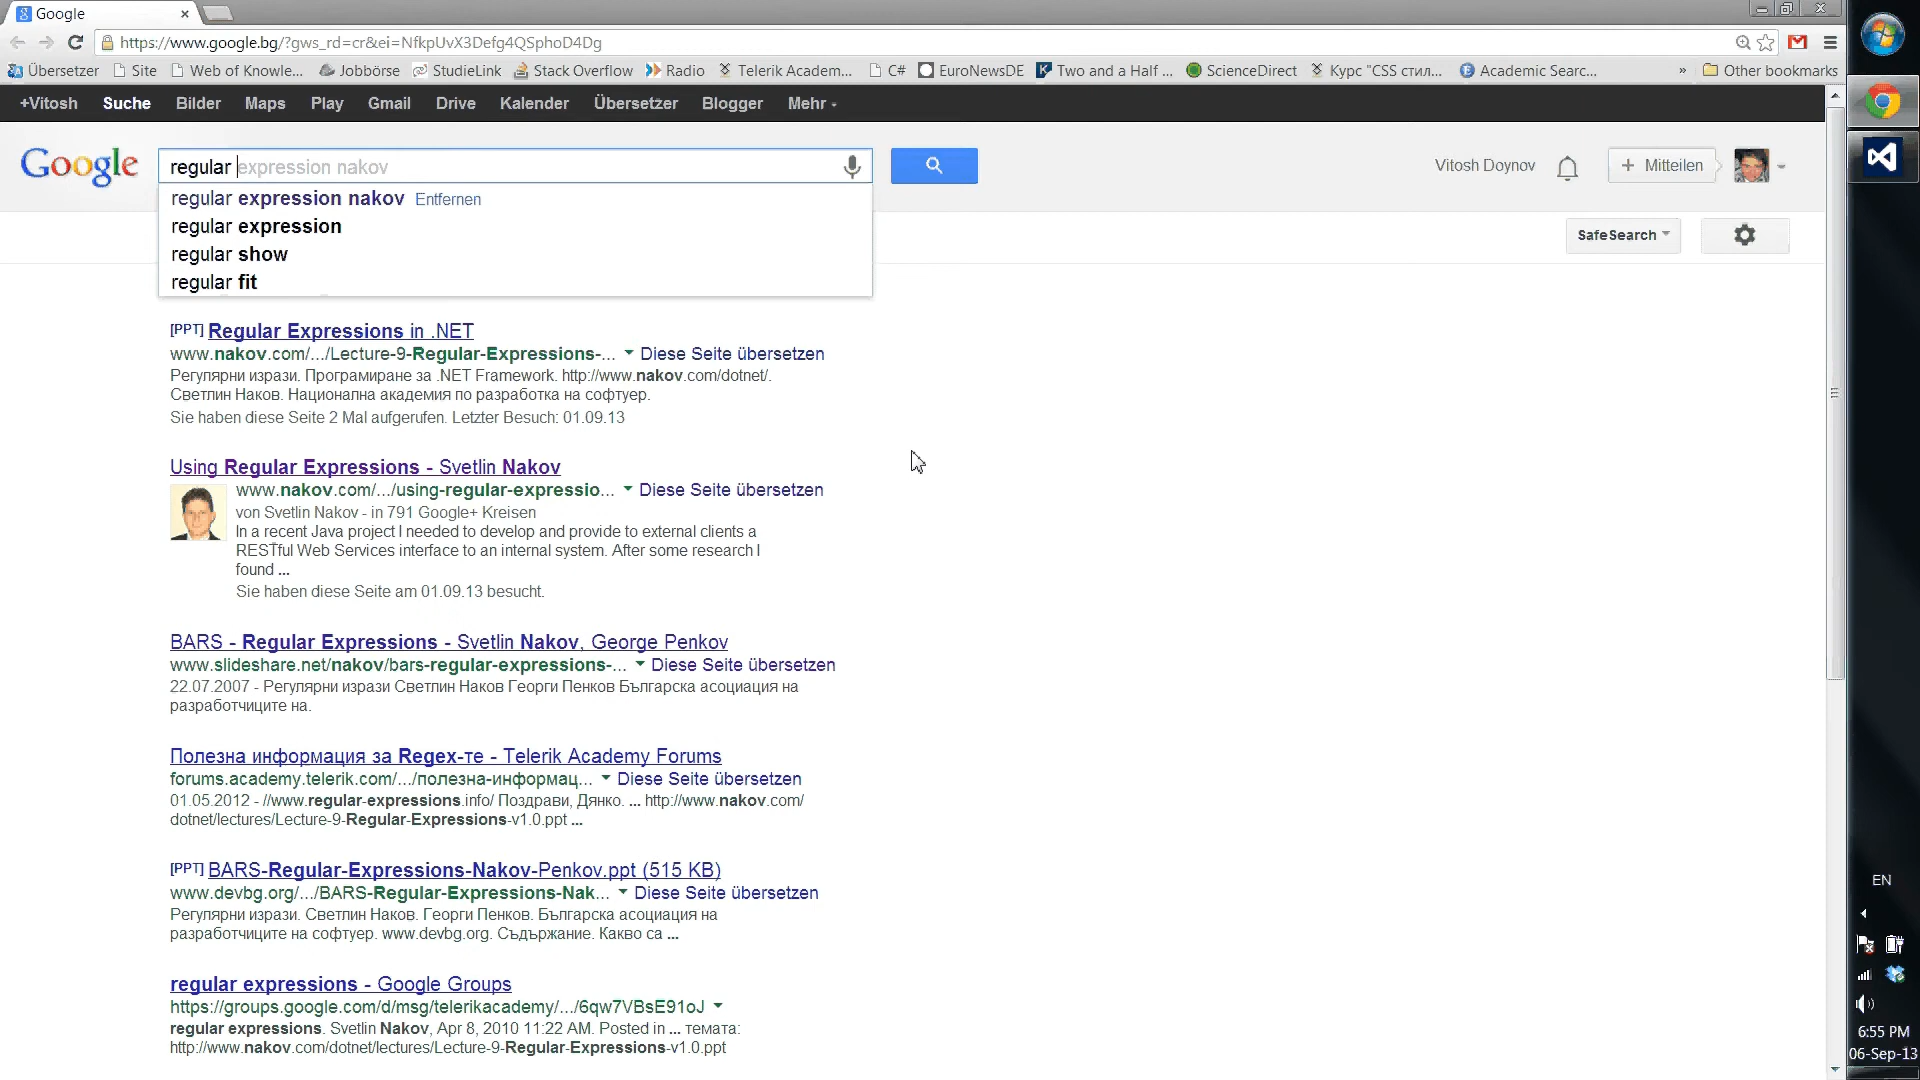 Google
https://www.google.bg/?gws_rd=cr&ei=NfkpUvX3Defg4QSphoD4Dg
Übersetzer Site Web of Knowle... Jobbörse StudieLink Stack Overflow Radio Telerik Academ... C# EuroNewsDE Two and a Half ... ScienceDirect Курс "CSS стил... Academic Searc... » Other bookmarks
+Vitosh Suche Bilder Maps Play Gmail Drive Kalender Übersetzer Blogger Mehr
Google regular expression nakov Vitosh Doynov + Mitteilen
regular expression nakov Entfernen
regular expression
regular show
regular fit
SafeSearch
[PPT] Regular Expressions in .NET
www.nakov.com/.../Lecture-9-Regular-Expressions-... Diese Seite übersetzen
Регулярни изрази. Програмиране за .NET Framework. http://www.nakov.com/dotnet/.
Светлин Наков. Национална академия по разработка на софтуер.
Sie haben diese Seite 2 Mal aufgerufen. Letzter Besuch: 01.09.13
Using Regular Expressions - Svetlin Nakov
www.nakov.com/.../using-regular-expressio... Diese Seite übersetzen
von Svetlin Nakov - in 791 Google+ Kreisen
In a recent Java project I needed to develop and provide to external clients a
RESTful Web Services interface to an internal system. After some research I
found ...
Sie haben diese Seite am 01.09.13 besucht.
BARS - Regular Expressions - Svetlin Nakov, George Penkov
www.slideshare.net/nakov/bars-regular-expressions-... Diese Seite übersetzen
22.07.2007 - Регулярни изрази Светлин Наков Георги Пенков Българска асоциация на
разработчиците на.
Полезна информация за Regex-те - Telerik Academy Forums
forums.academy.telerik.com/.../полезна-информац... Diese Seite übersetzen
01.05.2012 - //www.regular-expressions.info/ Поздрави, Дянко. ... http://www.nakov.com/
dotnet/lectures/Lecture-9-Regular-Expressions-v1.0.ppt ...
[PPT] BARS-Regular-Expressions-Nakov-Penkov.ppt (515 KB)
www.devbg.org/.../BARS-Regular-Expressions-Nak... Diese Seite übersetzen
Регулярни изрази. Светлин Наков. Георги Пенков. Българска асоциация на
разработчиците на софтуер. www.devbg.org. Съдържание. Какво са ...
regular expressions - Google Groups
https://groups.google.com/d/msg/telerikacademy/.../6qw7VBsE91oJ
regular expressions. Svetlin Nakov, Apr 8, 2010 11:22 AM. Posted in ... темата:
http://www.nakov.com/dotnet/lectures/Lecture-9-Regular-Expressions-v1.0.ppt
EN
6:55 PM
06-Sep-13